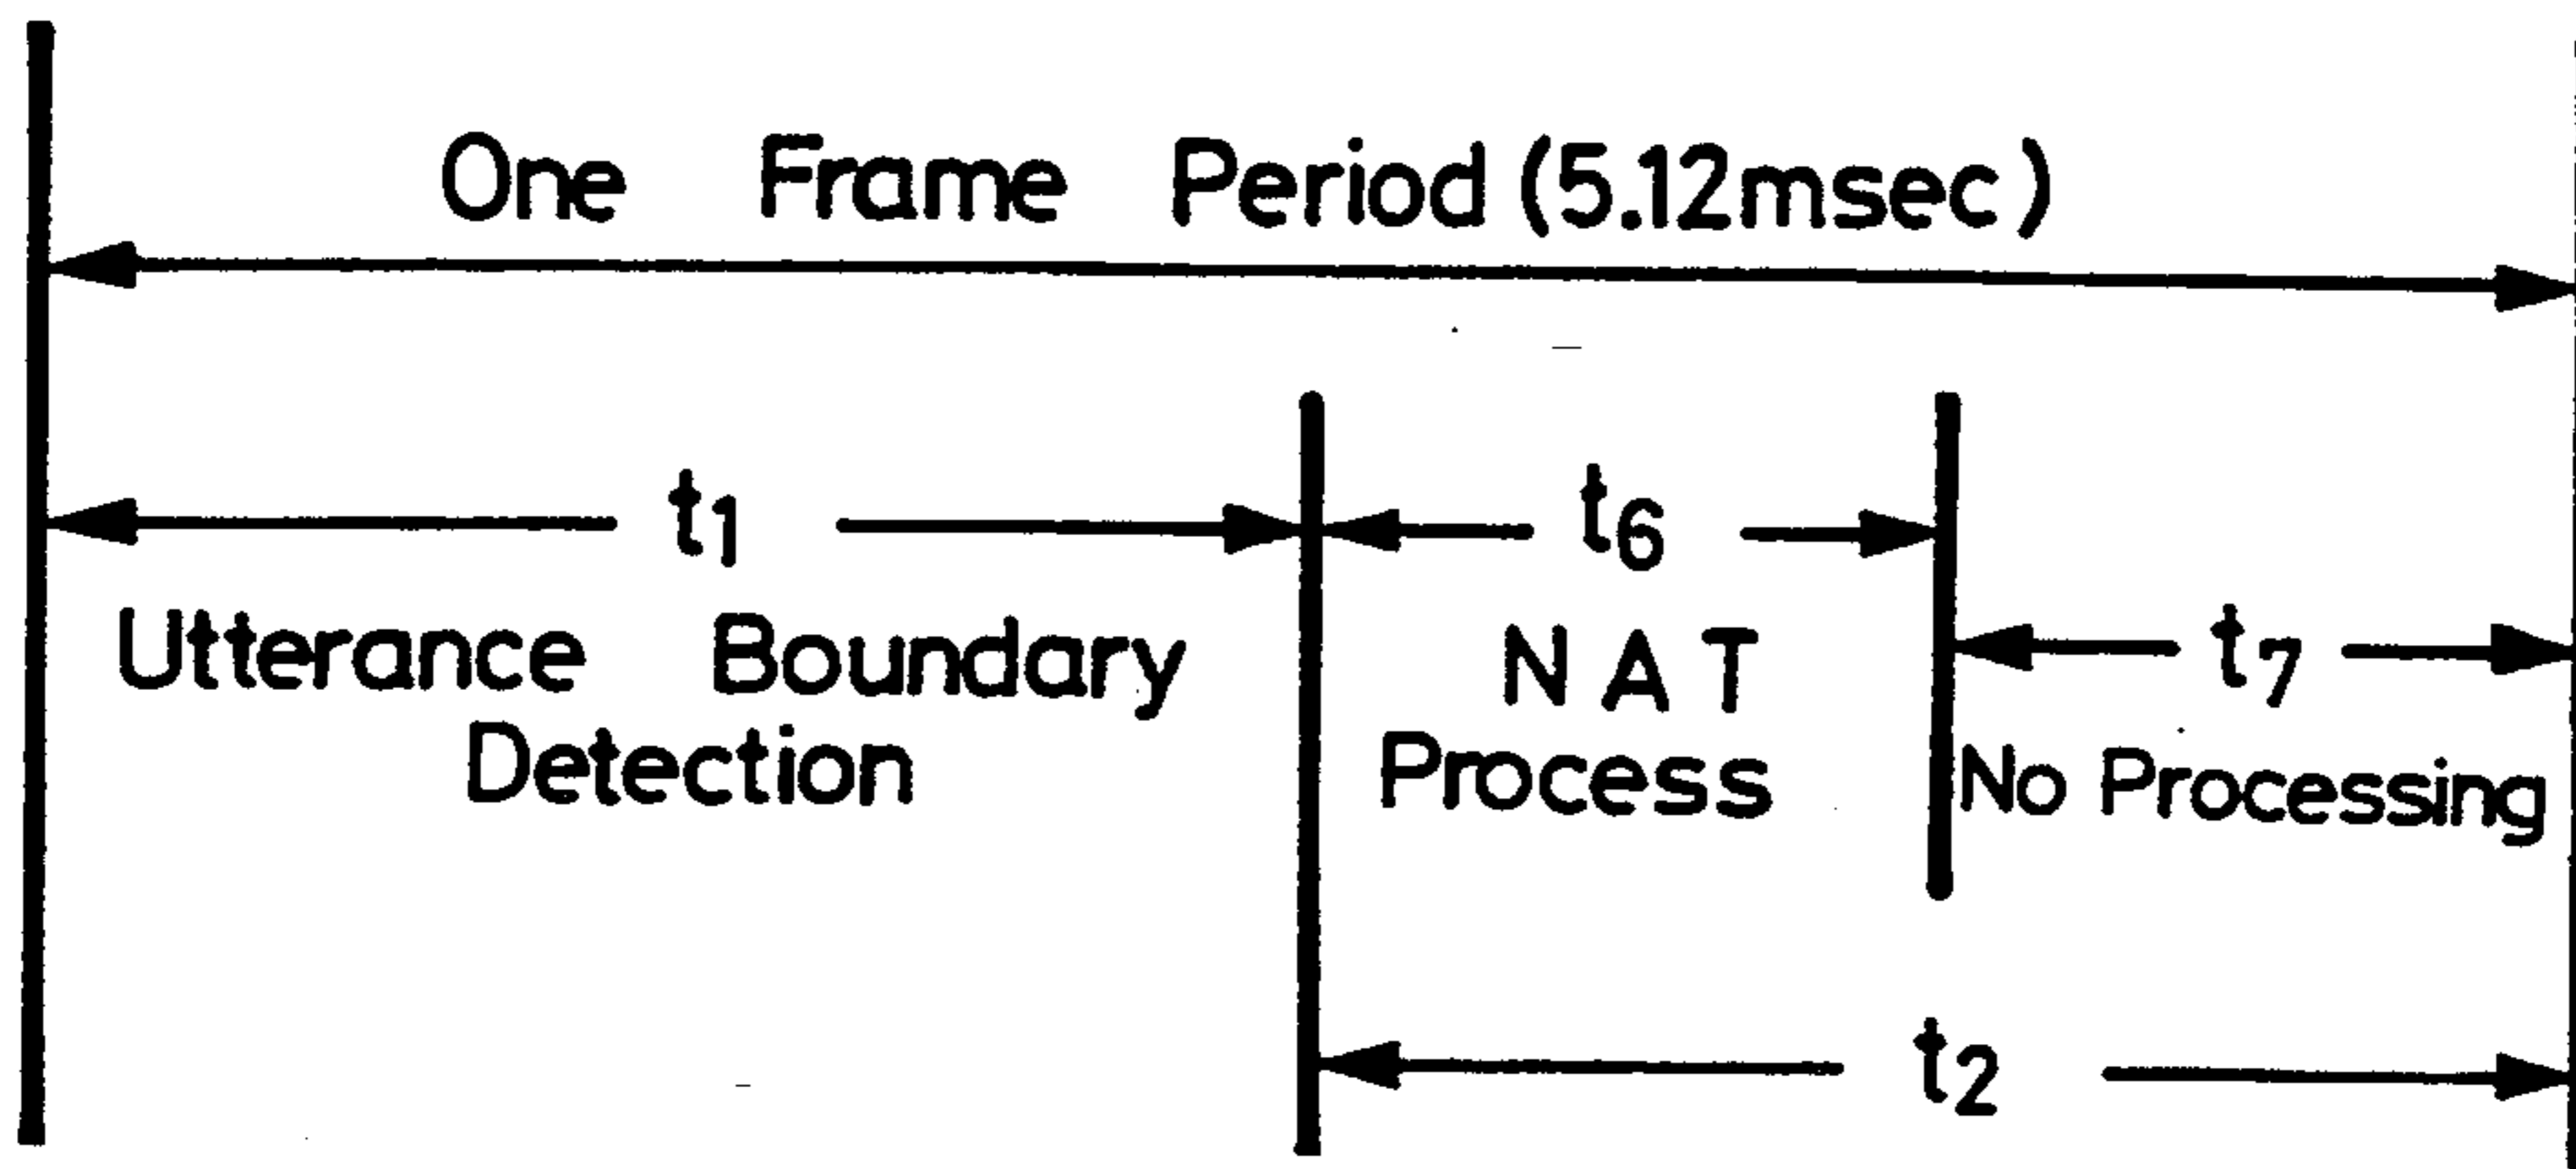 One Frame Period (5.12msec)
t1
t6
Utterance Boundary
Detection
NAT
Process
t7
No Processing
t2